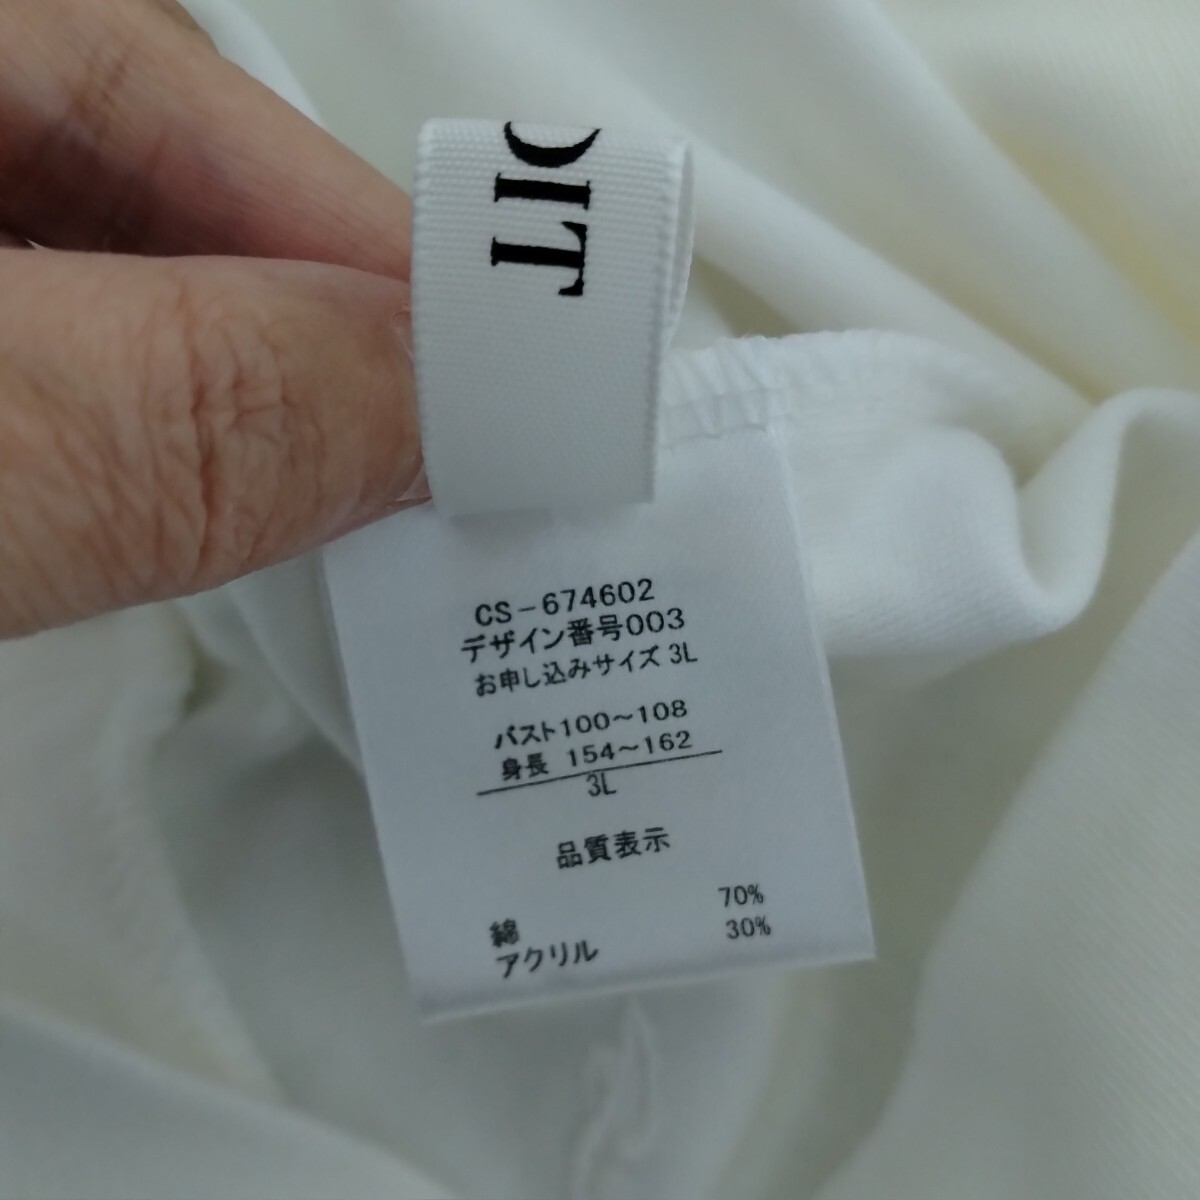 DIT
CS-674602
デザイン番号003
お申し込みサイズ 3L
バスト100～108
身長 154～162
3L
品質表示
綿 70%
アクリル 30%